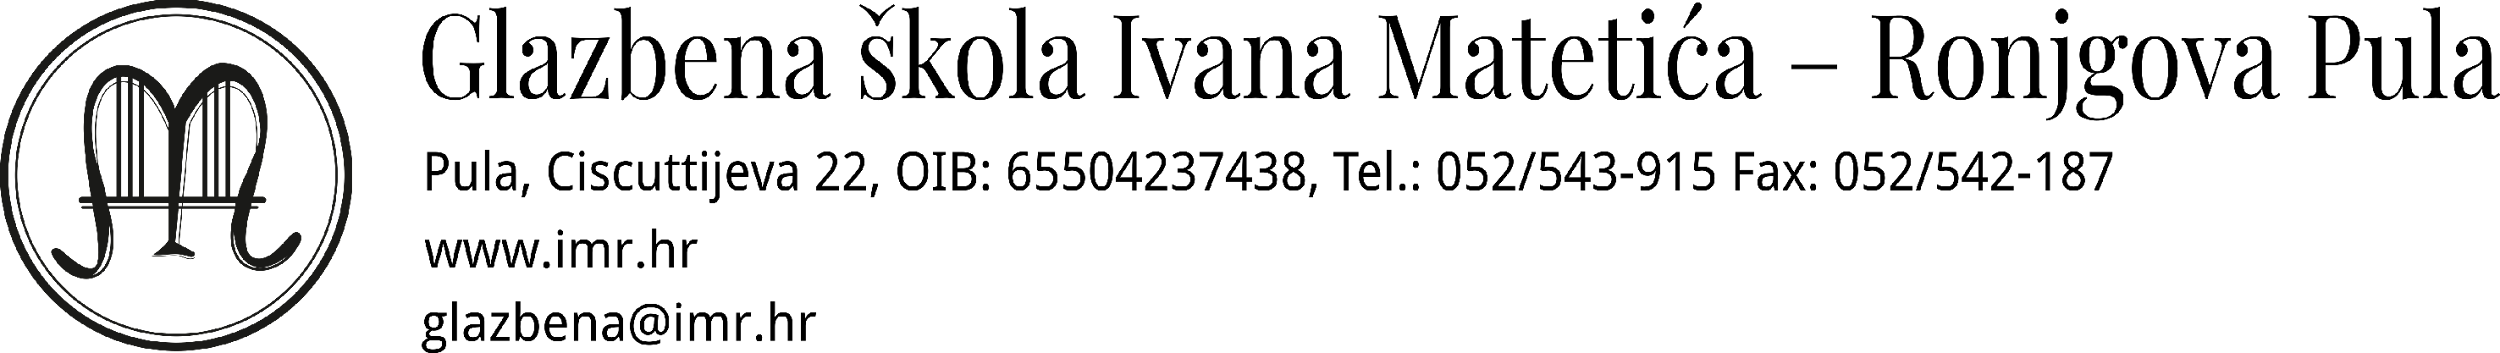 Glazbena Škola Ivana Matetića – Ronjgova Pula
Pula, Ciscuttijeva 22, OIB: 65504237438, Tel.: 052/543-915 Fax: 052/542-187
www.imr.hr
glazbena@imr.hr